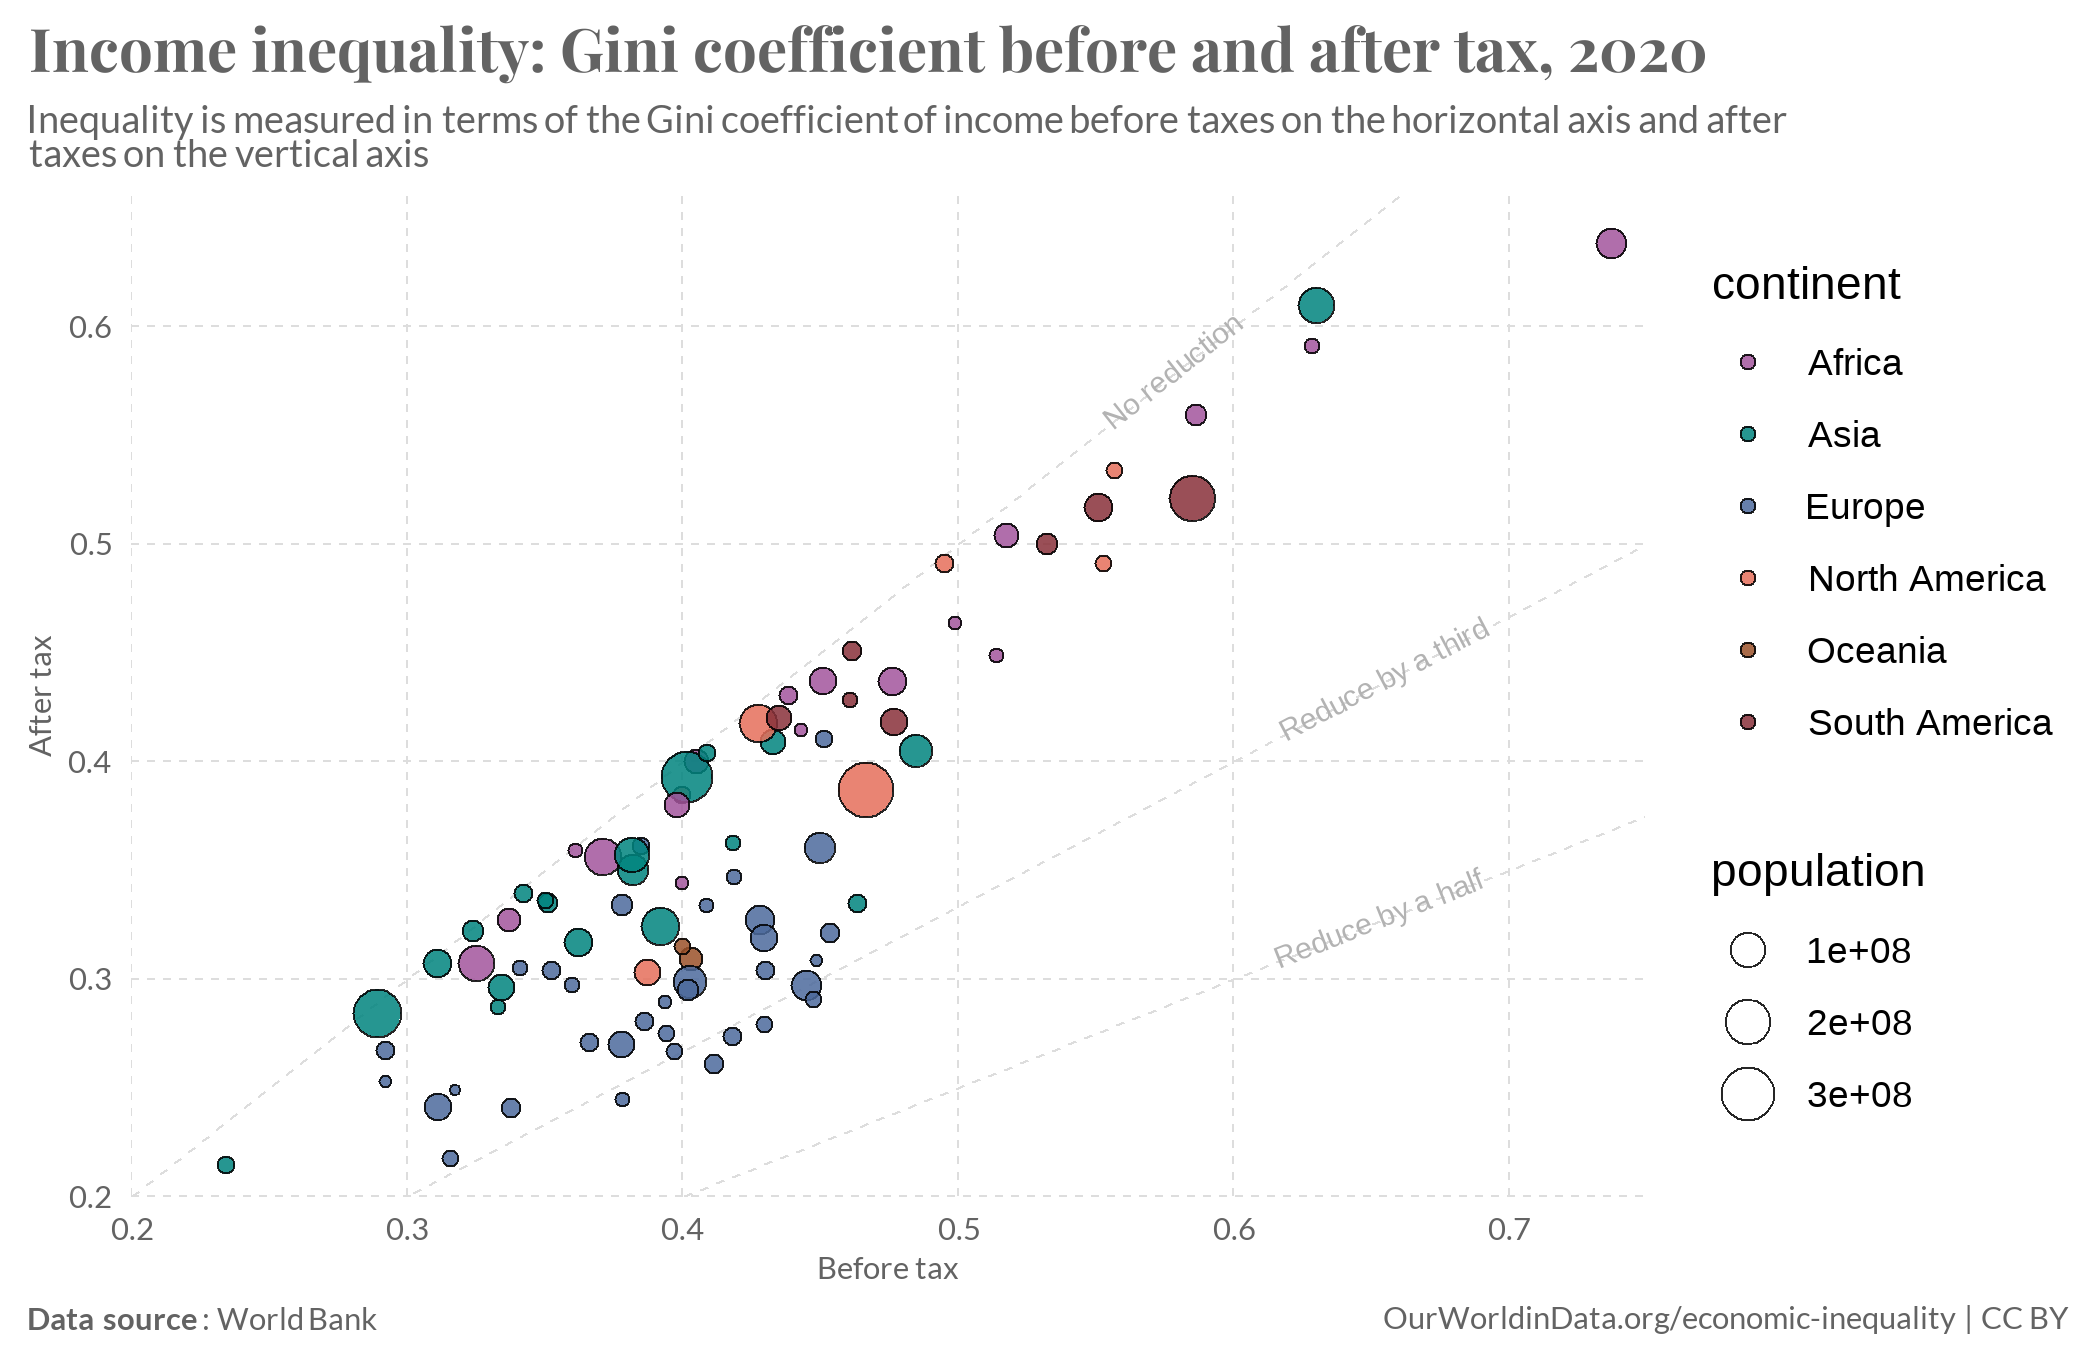 Income inequality: Gini coefficient before and after tax, 2020
Inequality is measured in terms of the Gini coefficient of income before taxes on the horizontal axis and after
taxes on the vertical axis
After tax
0.6
0.5
0.4
0.3
0.2
0.2
0.3
0.4
0.5
0.6
0.7
Before tax
No reduction
Reduce by a third
Reduce by a half
continent
Africa
Asia
Europe
North America
Oceania
South America
population
1e+08
2e+08
3e+08
Data source: World Bank
OurWorldinData.org/economic-inequality | CC BY